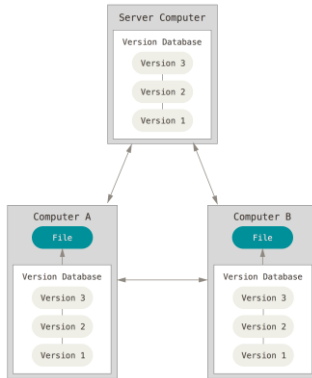 Server Computer
Version Database
Version 3
Version 2
Version 1
Computer A
File
Version Database
Version 3
Version 2
Version 1
Computer B
File
Version Database
Version 3
Version 2
Version 1